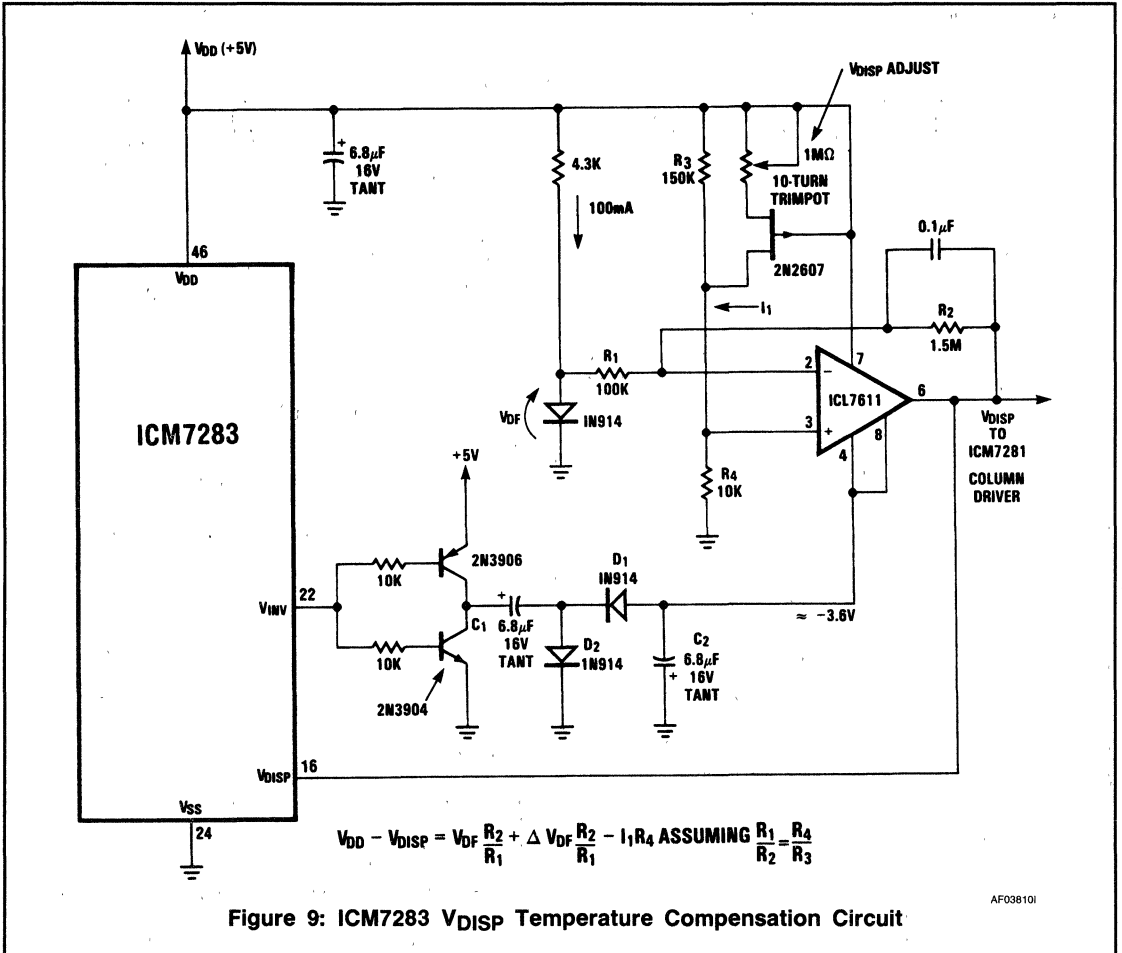 VDD (+5V)
VDISP ADJUST
+
6.8µF
16V
TANT
4.3K
100mA
R3
150K
1MΩ
10-TURN
TRIMPOT
2N2607
I1
0.1µF
R2
1.5M
46
VDD
ICM7283
R1
100K
VDF
IN914
2
−
7
ICL7611
6
3
+
8
4
VDISP
TO
ICM7281
COLUMN
DRIVER
R4
10K
+5V
2N3906
10K
22
VINV
10K
2N3904
+
C1
6.8µF
16V
TANT
D1
IN914
D2
1N914
≈ −3.6V
C2
6.8µF
+
16V
TANT
VDISP
16
VSS
24
VDD − VDISP = VDF R2/R1 + Δ VDF R2/R1 − I1R4 ASSUMING R1/R2 = R4/R3
AF03810I
Figure 9: ICM7283 VDISP Temperature Compensation Circuit